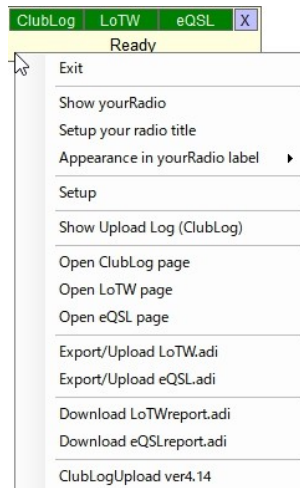 ClubLog LoTW eQSL X
Ready
Exit
Show yourRadio
Setup your radio title
Appearance in yourRadio label
Setup
Show Upload Log (ClubLog)
Open ClubLog page
Open LoTW page
Open eQSL page
Export/Upload LoTW.adi
Export/Upload eQSL.adi
Download LoTWreport.adi
Download eQSLreport.adi
ClubLogUpload ver4.14